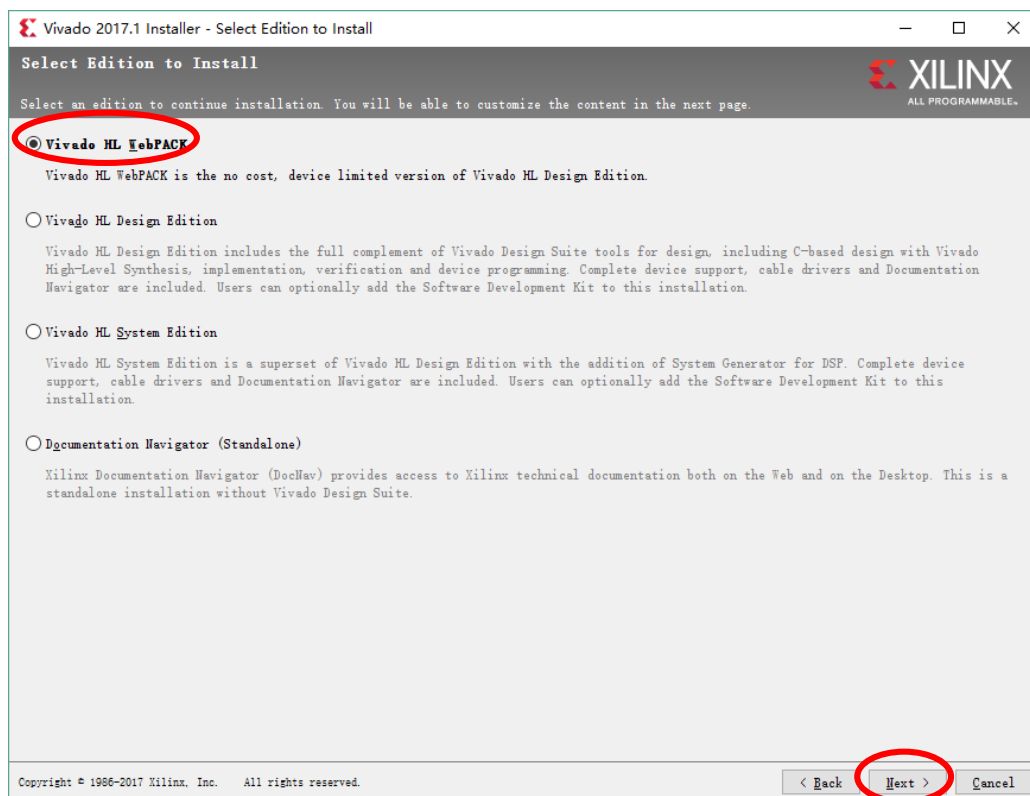 Vivado 2017.1 Installer - Select Edition to Install
Select Edition to Install
XILINX
ALL PROGRAMMABLE™
Select an edition to continue installation. You will be able to customize the content in the next page.
Vivado HL WebPACK
Vivado HL WebPACK is the no cost, device limited version of Vivado HL Design Edition.
Vivado HL Design Edition
Vivado HL Design Edition includes the full complement of Vivado Design Suite tools for design, including C-based design with Vivado
High-Level Synthesis, implementation, verification and device programming. Complete device support, cable drivers and Documentation
Navigator are included. Users can optionally add the Software Development Kit to this installation.
Vivado HL System Edition
Vivado HL System Edition is a superset of Vivado HL Design Edition with the addition of System Generator for DSP. Complete device
support, cable drivers and Documentation Navigator are included. Users can optionally add the Software Development Kit to this
installation.
Documentation Navigator (Standalone)
Xilinx Documentation Navigator (DocNav) provides access to Xilinx technical documentation both on the Web and on the Desktop. This is a
standalone installation without Vivado Design Suite.
Copyright © 1986-2017 Xilinx, Inc. All rights reserved.
< Back Next > Cancel